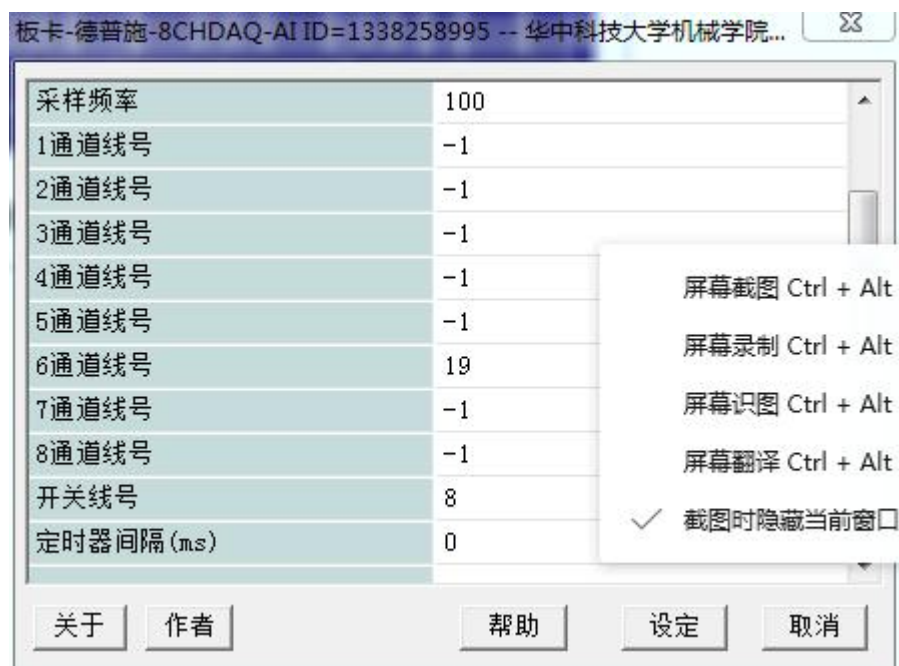 板卡-德普施-8CHDAQ-AI ID=1338258995 -- 华中科技大学机械学院...
采样频率 100
1通道线号 -1
2通道线号 -1
3通道线号 -1
4通道线号 -1
屏幕截图 Ctrl + Alt
5通道线号 -1
屏幕录制 Ctrl + Alt
6通道线号 19
7通道线号 -1
屏幕识图 Ctrl + Alt
8通道线号 -1
屏幕翻译 Ctrl + Alt
开关线号 8
截图时隐藏当前窗口
定时器间隔(ms) 0
关于 作者 帮助 设定 取消